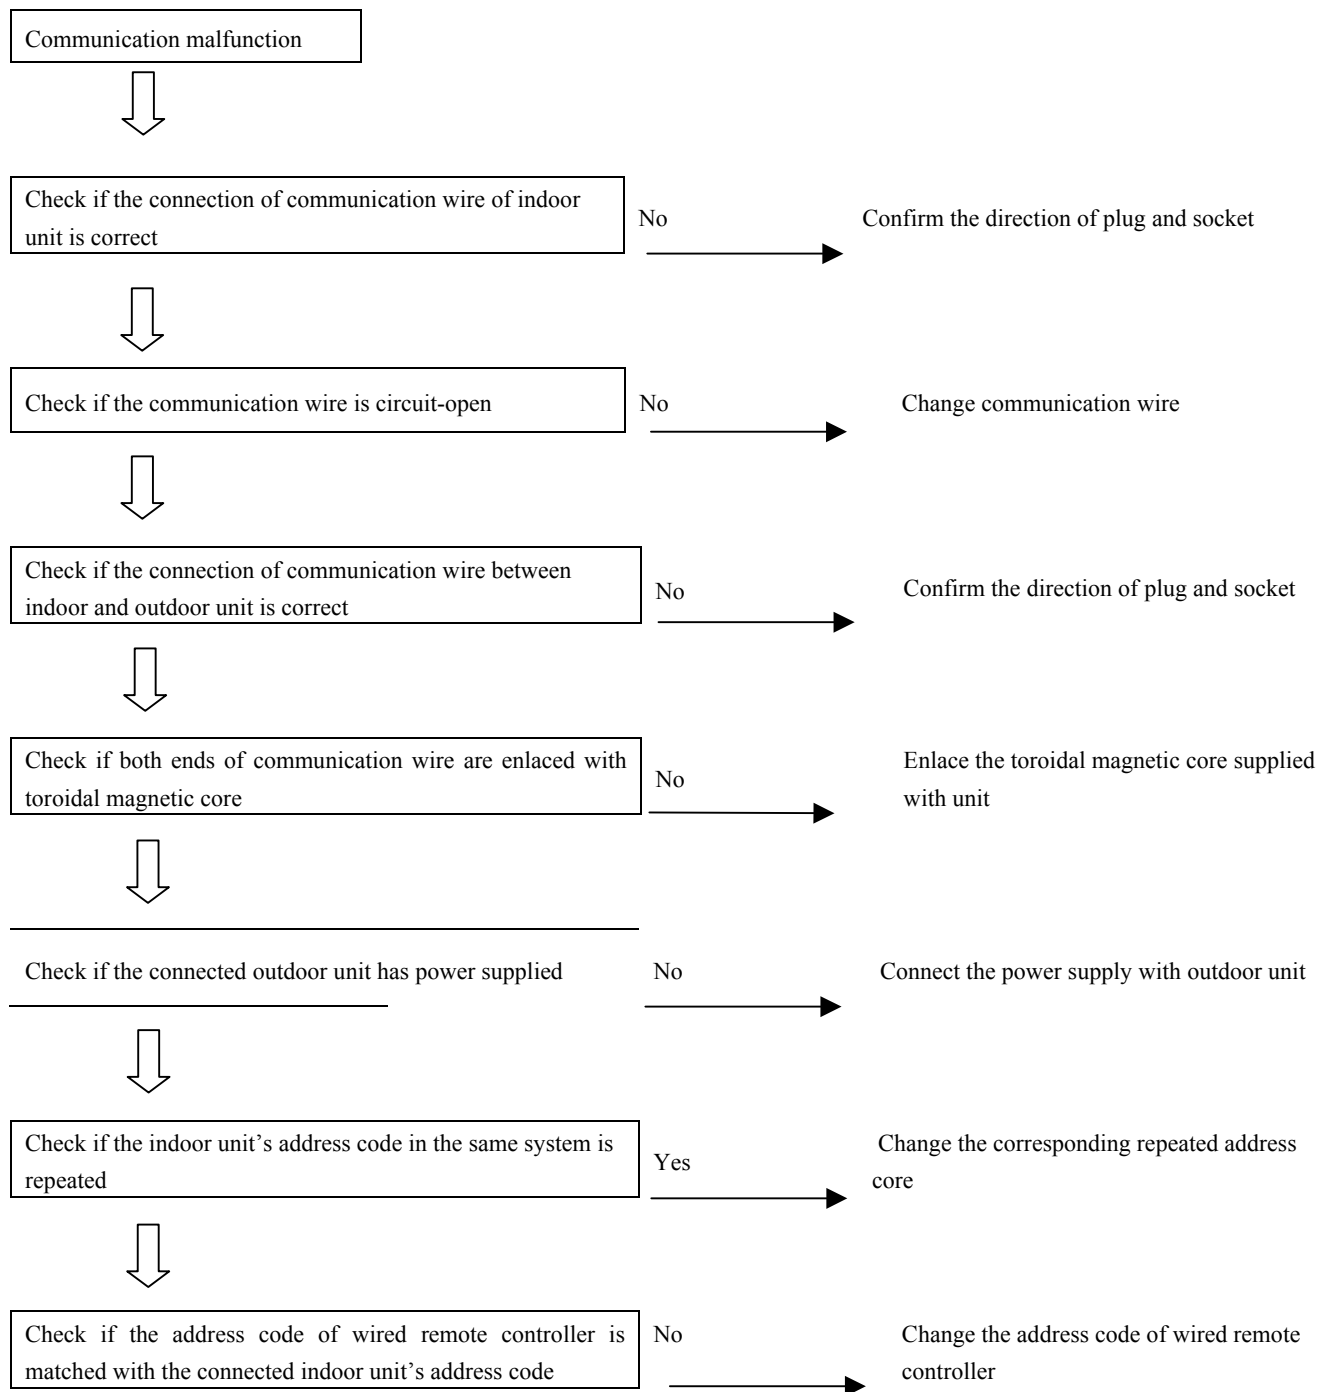 Communication malfunction
Check if the connection of communication wire of indoor
unit is correct
No
Confirm the direction of plug and socket
Check if the communication wire is circuit-open
No
Change communication wire
Check if the connection of communication wire between
indoor and outdoor unit is correct
No
Confirm the direction of plug and socket
Check if both ends of communication wire are enlaced with
toroidal magnetic core
No
Enlace the toroidal magnetic core supplied
with unit
Check if the connected outdoor unit has power supplied
No
Connect the power supply with outdoor unit
Check if the indoor unit’s address code in the same system is
repeated
Yes
Change the corresponding repeated address
core
Check if the address code of wired remote controller is
matched with the connected indoor unit’s address code
No
Change the address code of wired remote
controller